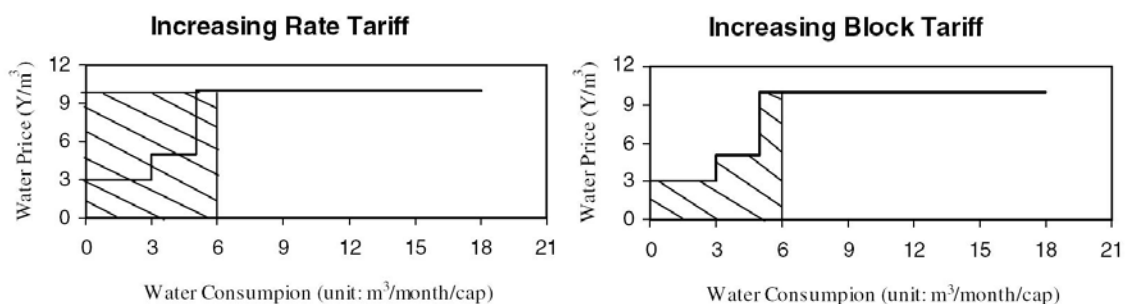 Increasing Rate Tariff
Water Price (Y/m³)
12
9
6
3
0
0 3 6 9 12 15 18 21
Water Consumpion (unit: m³/month/cap)
Increasing Block Tariff
Water Price (Y/m³)
12
9
6
3
0
0 3 6 9 12 15 18 21
Water Consumpion (unit: m³/month/cap)